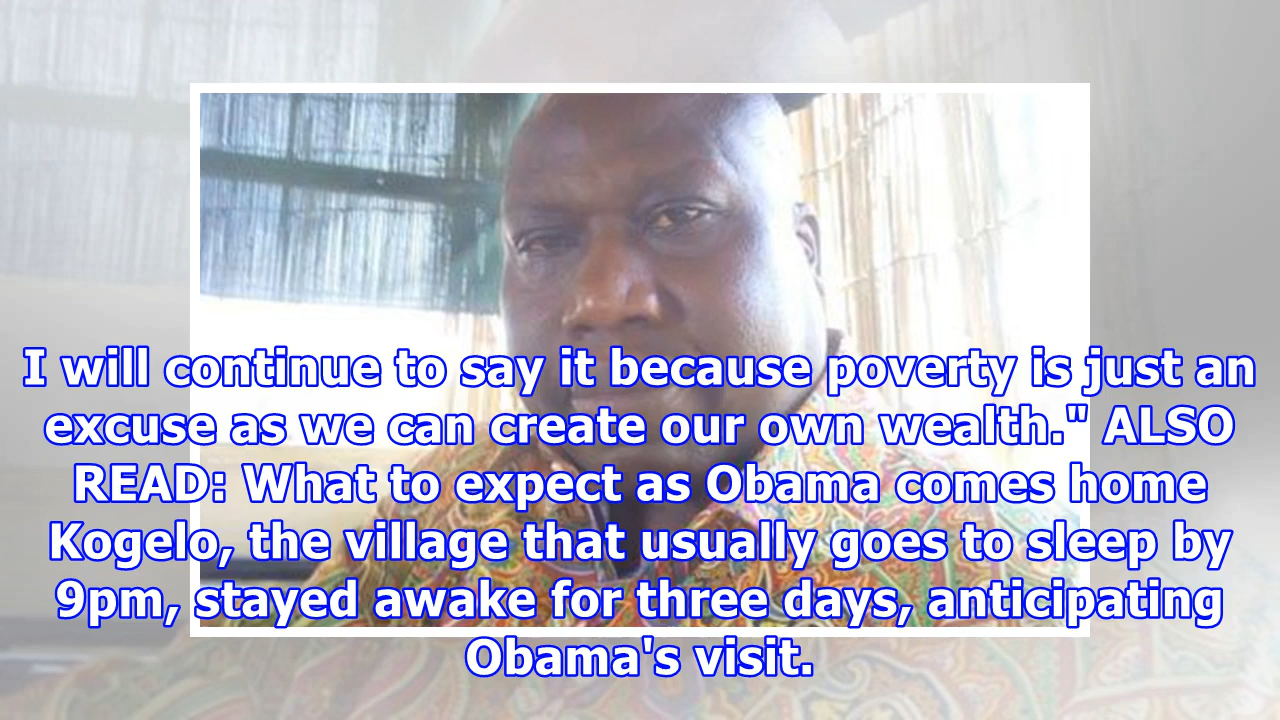 I will continue to say it because poverty is just an
excuse as we can create our own wealth." ALSO
READ: What to expect as Obama comes home
Kogelo, the village that usually goes to sleep by
9pm, stayed awake for three days, anticipating
Obama's visit.